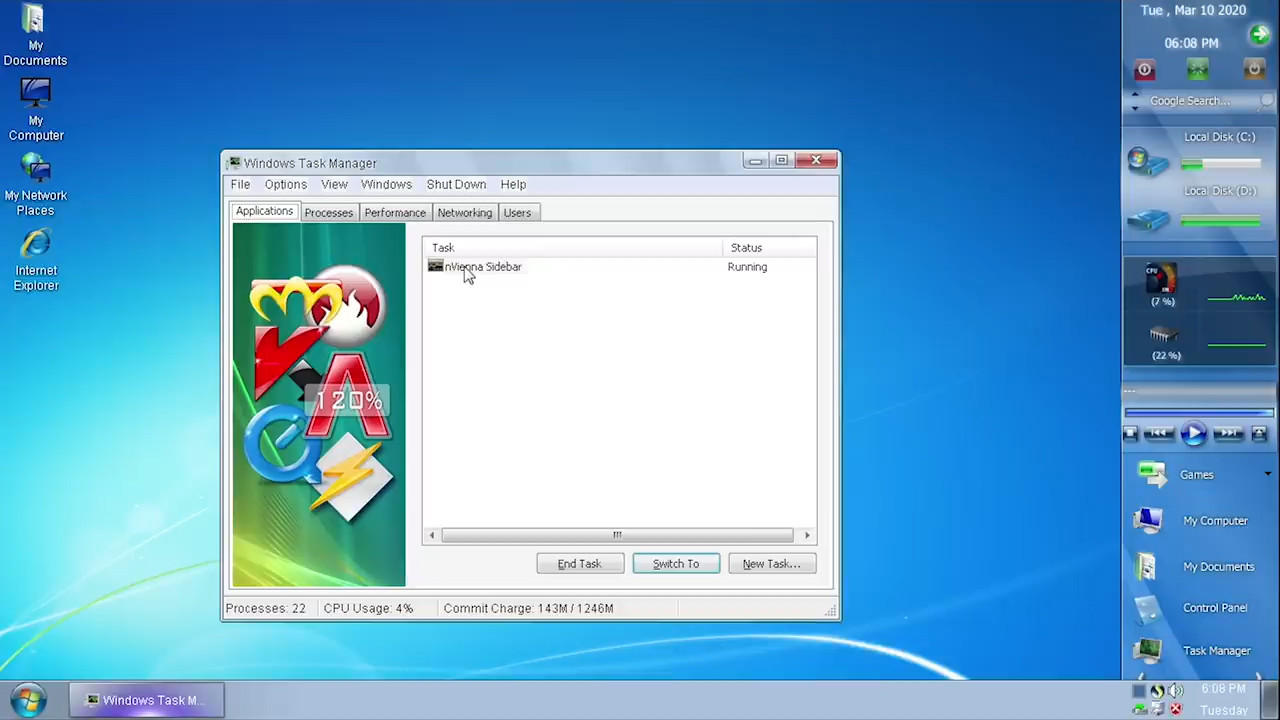 My
Documents
My
Computer
My Network
Places
Internet
Explorer
Windows Task Manager
File Options View Windows Shut Down Help
Applications Processes Performance Networking Users
Task Status
nVienna Sidebar Running
120%
End Task Switch To New Task...
Processes: 22 CPU Usage: 4% Commit Charge: 143M / 1246M
Tue , Mar 10 2020
06:08 PM
Google Search...
Local Disk (C:)
Local Disk (D:)
CPU
(7 %)
(22 %)
---
Games
My Computer
My Documents
Control Panel
Task Manager
Windows Task M...
6:08 PM
Tuesday